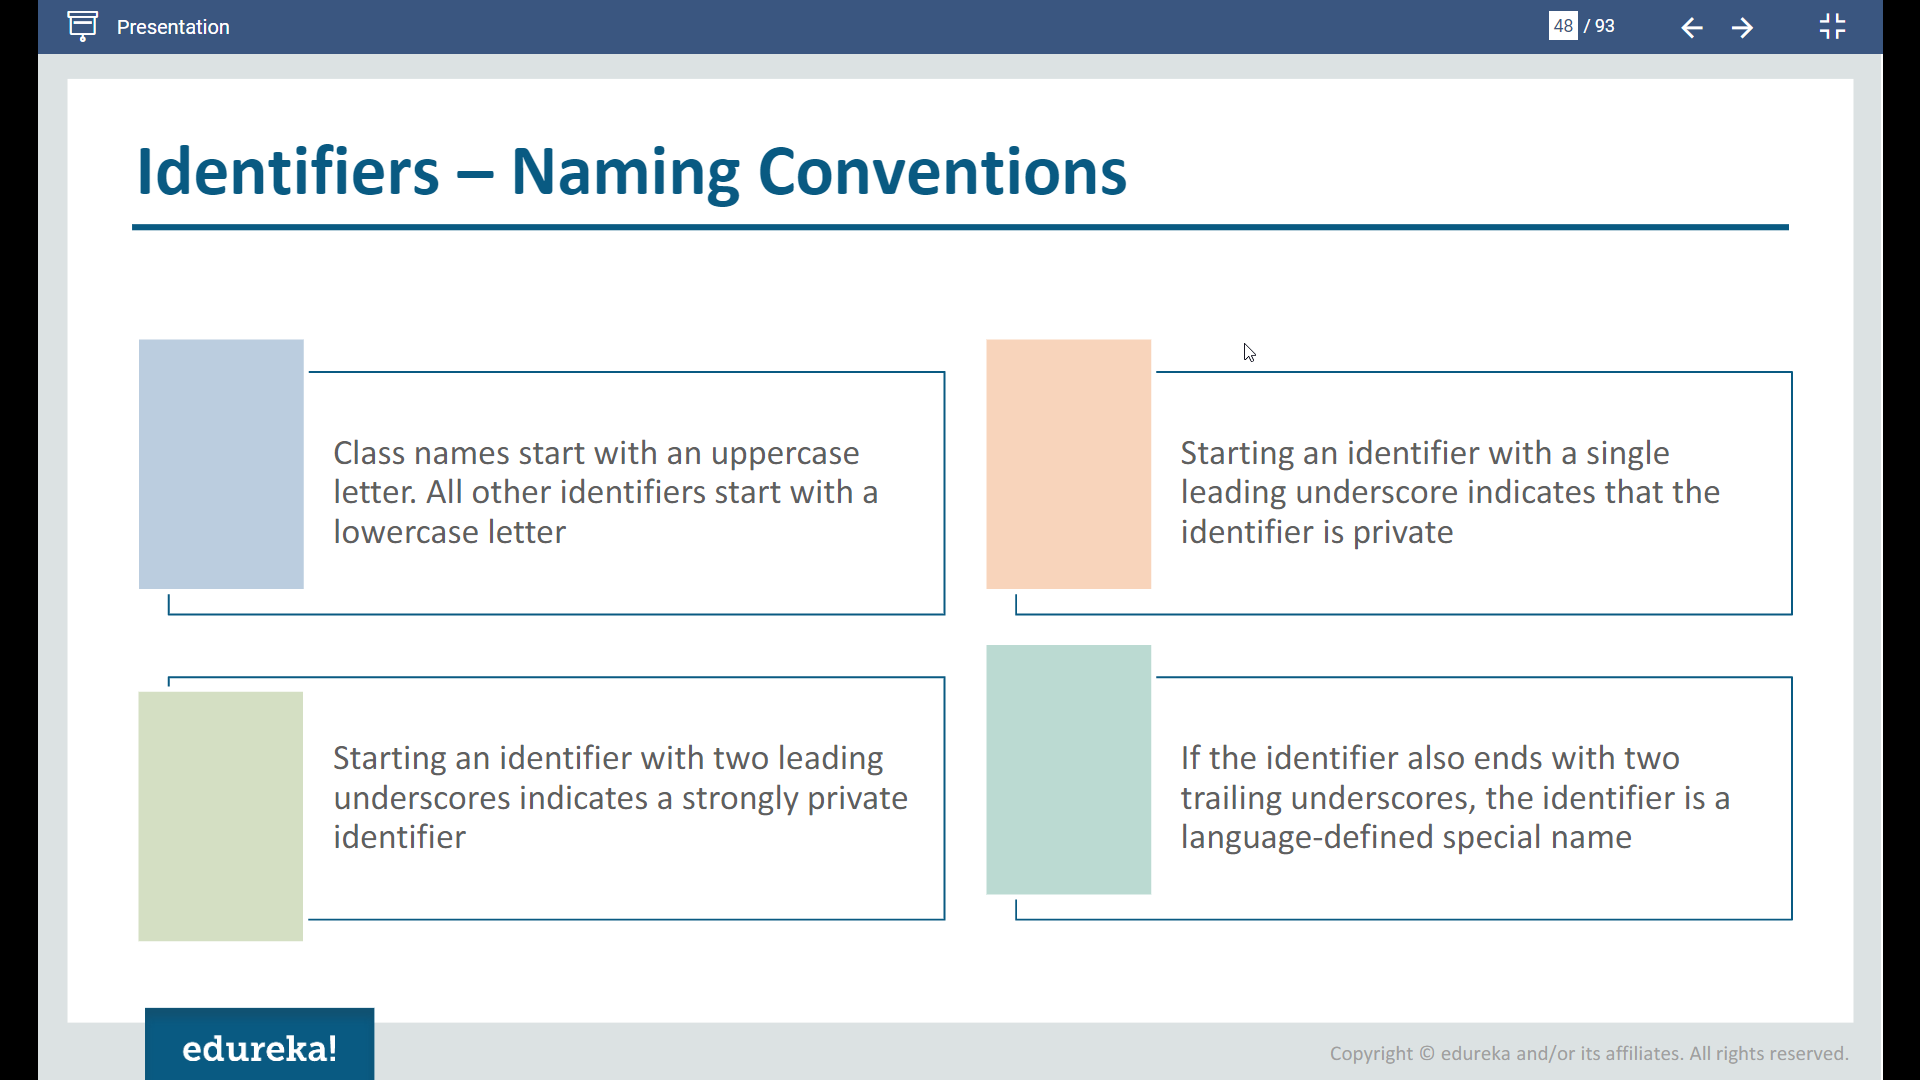 Presentation
48 / 93
Identifiers – Naming Conventions
Class names start with an uppercase
letter. All other identifiers start with a
lowercase letter
Starting an identifier with a single
leading underscore indicates that the
identifier is private
Starting an identifier with two leading
underscores indicates a strongly private
identifier
If the identifier also ends with two
trailing underscores, the identifier is a
language-defined special name
edureka!
Copyright © edureka and/or its affiliates. All rights reserved.